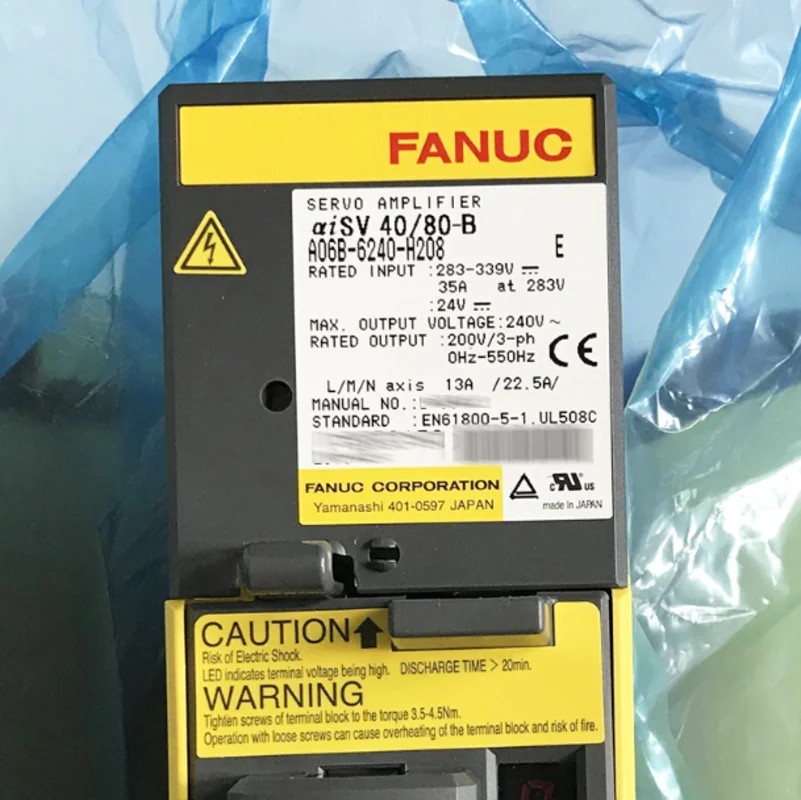 FANUC
SERVO AMPLIFIER
αiSV 40/80-B
A06B-6240-H208 E
RATED INPUT :283-339V ⎓
35A at 283V
:24V ⎓
MAX. OUTPUT VOLTAGE:240V~
RATED OUTPUT :200V/3-ph
0Hz-550Hz
CE
L/M/N axis 13A /22.5A/
MANUAL NO.:
STANDARD :EN61800-5-1.UL508C
FANUC CORPORATION
Yamanashi 401-0597 JAPAN
c UR US
made in JAPAN
CAUTION
Risk of Electric Shock.
LED indicates terminal voltage being high. DISCHARGE TIME > 20min.
WARNING
Tighten screws of terminal block to the torque 3.5-4.5Nm.
Operation with loose screws can cause overheating of the terminal block and risk of fire.